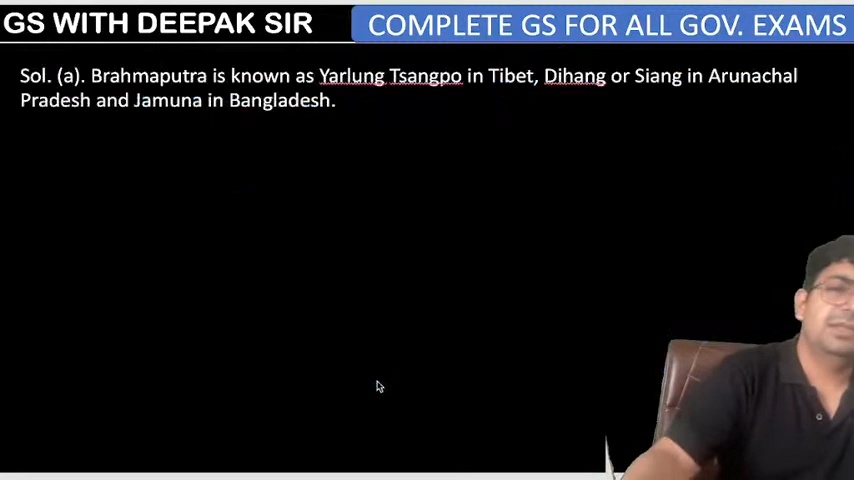 GS WITH DEEPAK SIR
COMPLETE GS FOR ALL GOV. EXAMS
Sol. (a). Brahmaputra is known as Yarlung Tsangpo in Tibet, Dihang or Siang in Arunachal
Pradesh and Jamuna in Bangladesh.